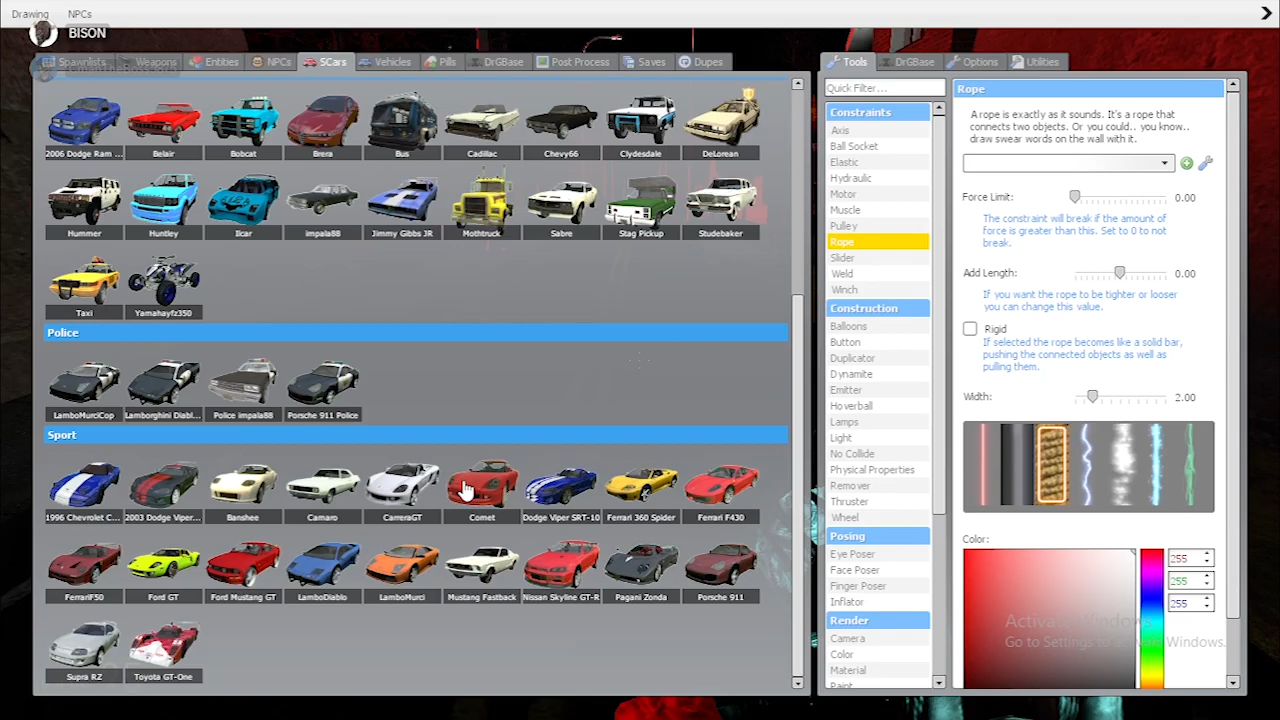 Drawing NPCs
BISON
Spawnlists Weapons Entities NPCs SCars Vehicles Pills DrGBase Post Process Saves Dupes
2006 Dodge Ram ... Belair Bobcat Brera Bus Cadillac Chevy66 Clydesdale DeLorean
Hummer Huntley Ilcar impala88 Jimmy Gibbs JR Mothtruck Sabre Stag Pickup Studebaker
Taxi Yamahayfz350
Police
LamboMurciCop Lamborghini Diabl... Police impala88 Porsche 911 Police
Sport
1996 Chevrolet C... 2003 Dodge Viper... Banshee Camaro CarreraGT Comet Dodge Viper SRT-10 Ferrari 360 Spider Ferrari F430
FerrariF50 Ford GT Ford Mustang GT LamboDiablo LamboMurci Mustang Fastback Nissan Skyline GT-R Pagani Zonda Porsche 911
Supra RZ Toyota GT-One
Tools DrGBase Options Utilities
Quick Filter...
Constraints
Axis
Ball Socket
Elastic
Hydraulic
Motor
Muscle
Pulley
Rope
Slider
Weld
Winch
Construction
Balloons
Button
Duplicator
Dynamite
Emitter
Hoverball
Lamps
Light
No Collide
Physical Properties
Remover
Thruster
Wheel
Posing
Eye Poser
Face Poser
Finger Poser
Inflator
Render
Camera
Color
Material
Paint
Rope
A rope is exactly as it sounds. It's a rope that
connects two objects. Or you could.. you know..
draw swear words on the wall with it.
Force Limit: 0.00
The constraint will break if the amount of
force is greater than this. Set to 0 to not
break.
Add Length: 0.00
If you want the rope to be tighter or looser
you can change this value.
Rigid
If selected the rope becomes like a solid bar,
pushing the connected objects as well as
pulling them.
Width: 2.00
Color:
255
255
255
Activate Windows
Go to Settings to activate Windows.